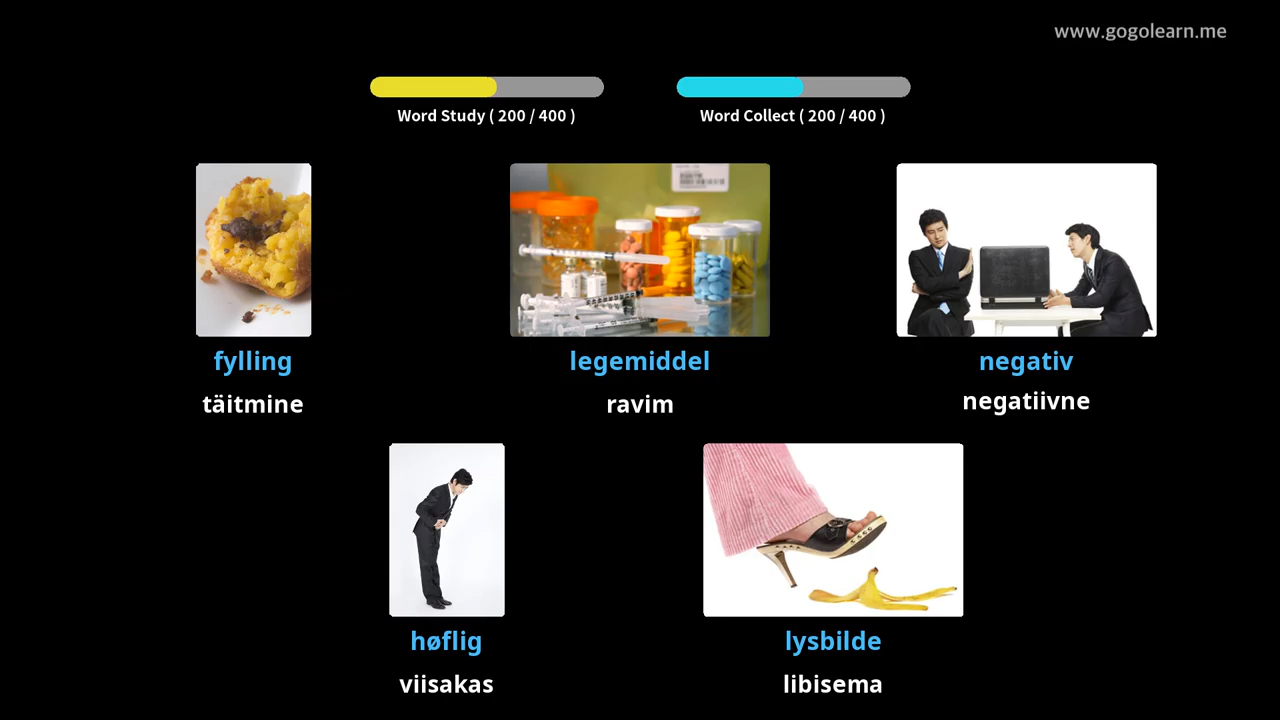 www.gogolearn.me
Word Study ( 200 / 400 )
Word Collect ( 200 / 400 )
fylling
täitmine
legemiddel
ravim
negativ
negatiivne
høflig
viisakas
lysbilde
libisema